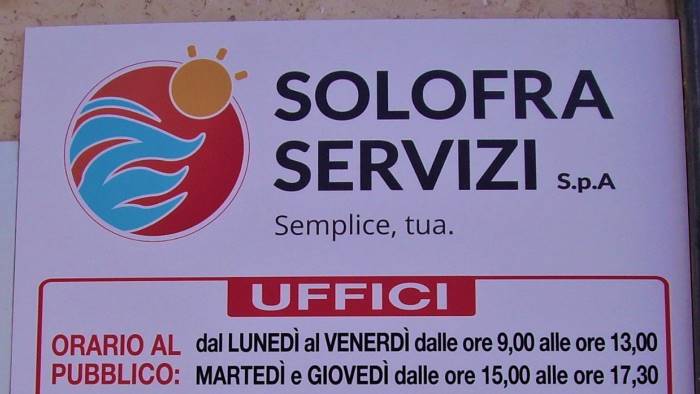 SOLOFRA
SERVIZI S.p.A
Semplice, tua.
UFFICI
ORARIO AL PUBBLICO:
dal LUNEDÌ al VENERDÌ dalle ore 9,00 alle ore 13,00
MARTEDÌ e GIOVEDÌ dalle ore 15,00 alle ore 17,30